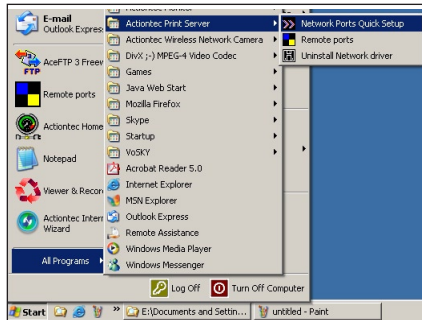 E-mail
Outlook Express
AceFTP 3 Freew
Remote ports
Actiontec Home
Notepad
Viewer & Recor
Actiontec Intern
Wizard
All Programs
Actiontec Print Server
Actiontec Wireless Network Camera
DivX ;-) MPEG-4 Video Codec
Games
Java Web Start
Mozilla Firefox
Skype
Startup
VoSKY
Acrobat Reader 5.0
Internet Explorer
MSN Explorer
Outlook Express
Remote Assistance
Windows Media Player
Windows Messenger
Network Ports Quick Setup
Remote ports
Uninstall Network driver
Log Off
Turn Off Computer
Start
E:\Documents and Settin...
untitled - Paint